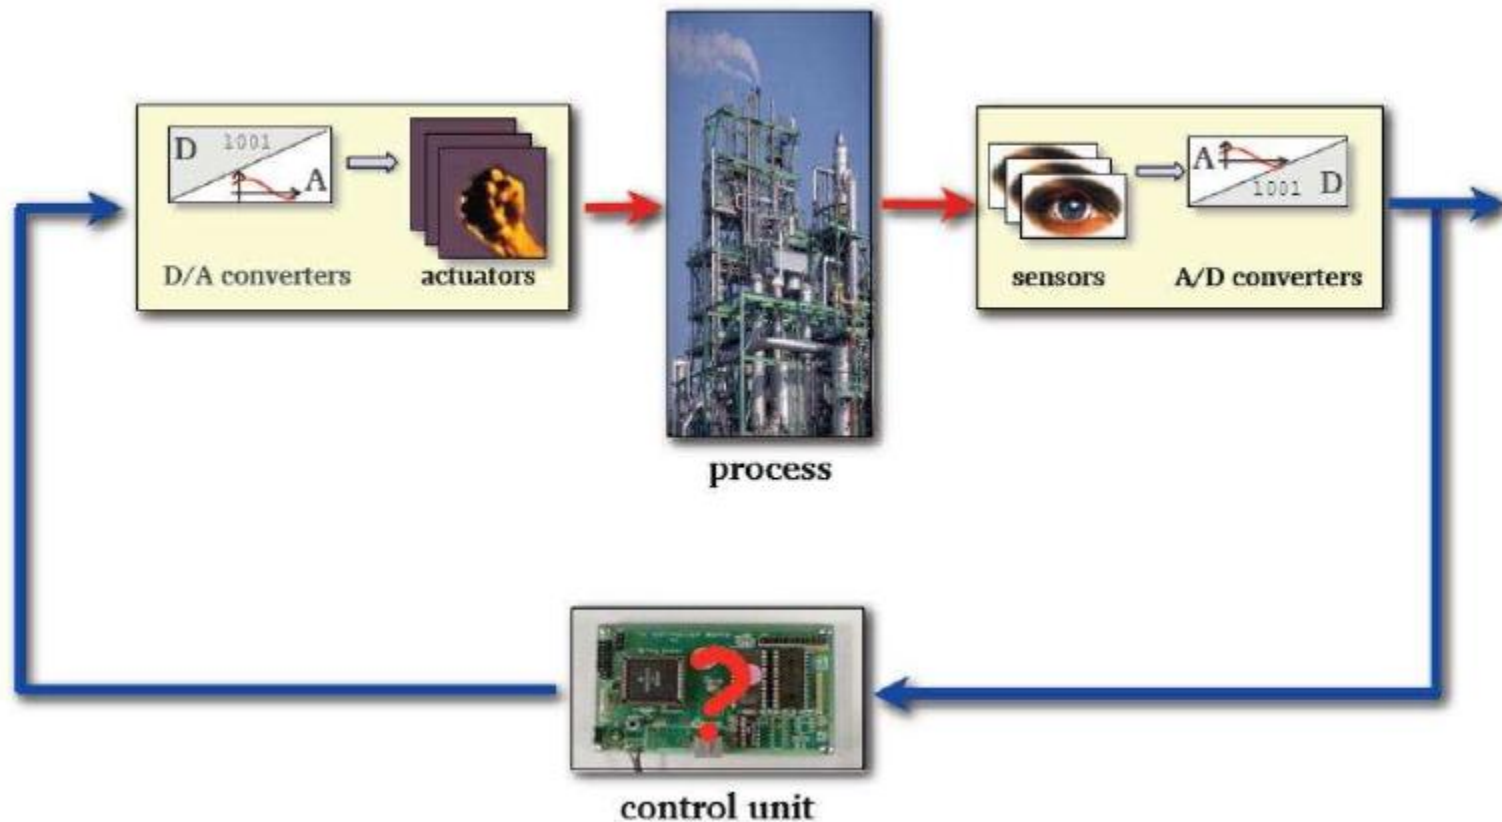 D 1001 A
D/A converters
actuators
process
A 1001 D
sensors
A/D converters
?
control unit